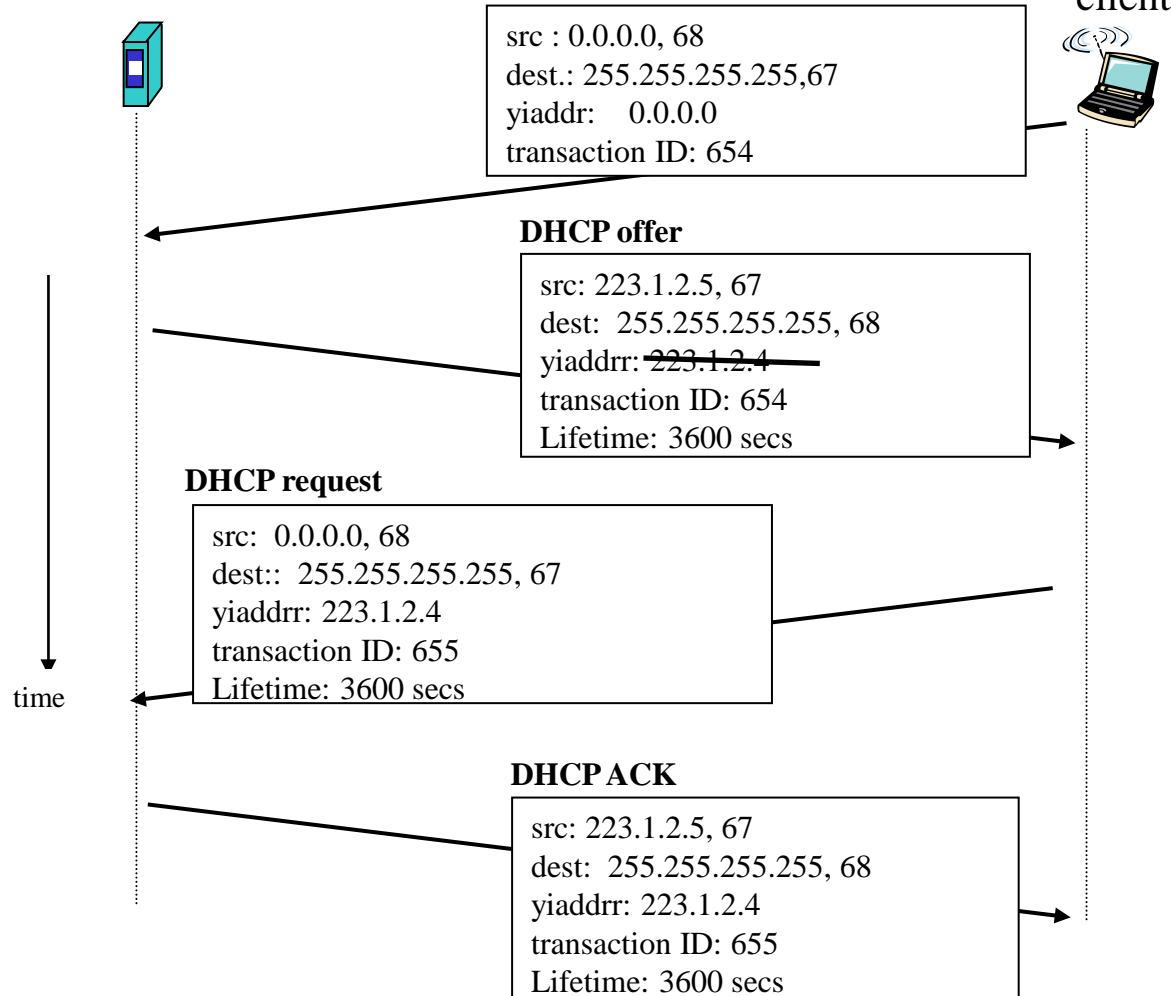 client
src : 0.0.0.0, 68
dest.: 255.255.255.255,67
yiaddr: 0.0.0.0
transaction ID: 654
DHCP offer
src: 223.1.2.5, 67
dest: 255.255.255.255, 68
yiaddrr: 223.1.2.4
transaction ID: 654
Lifetime: 3600 secs
DHCP request
src: 0.0.0.0, 68
dest:: 255.255.255.255, 67
yiaddrr: 223.1.2.4
transaction ID: 655
Lifetime: 3600 secs
time
DHCP ACK
src: 223.1.2.5, 67
dest: 255.255.255.255, 68
yiaddrr: 223.1.2.4
transaction ID: 655
Lifetime: 3600 secs